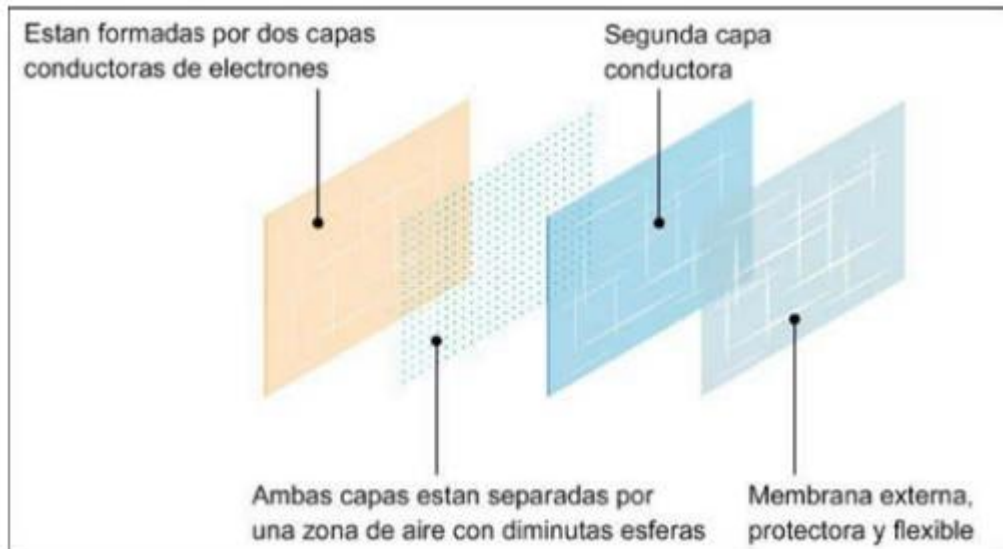 Estan formadas por dos capas
conductoras de electrones
Segunda capa
conductora
Ambas capas estan separadas por
una zona de aire con diminutas esferas
Membrana externa,
protectora y flexible